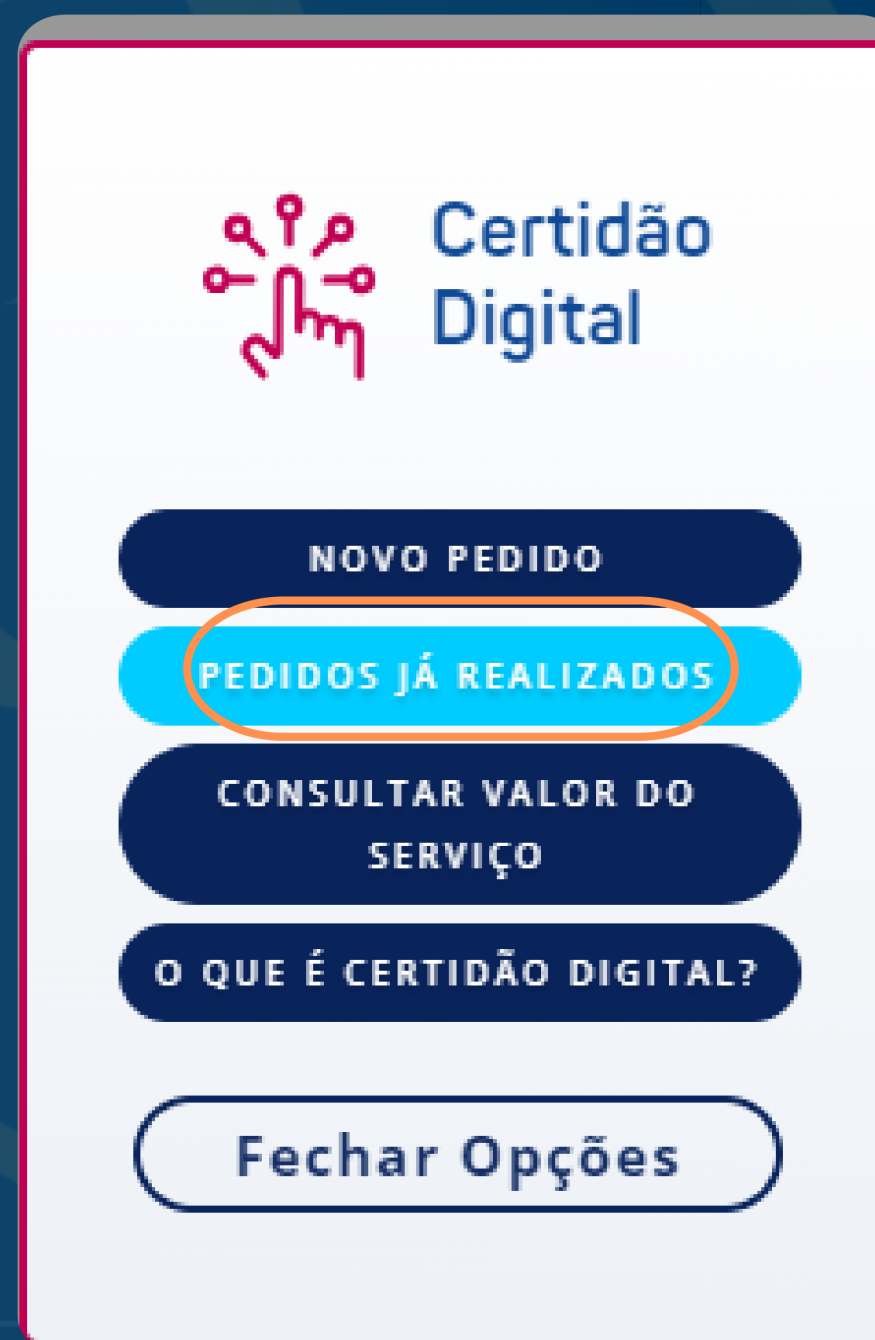 Certidão
Digital
NOVO PEDIDO
PEDIDOS JÁ REALIZADOS
CONSULTAR VALOR DO
SERVIÇO
O QUE É CERTIDÃO DIGITAL?
Fechar Opções